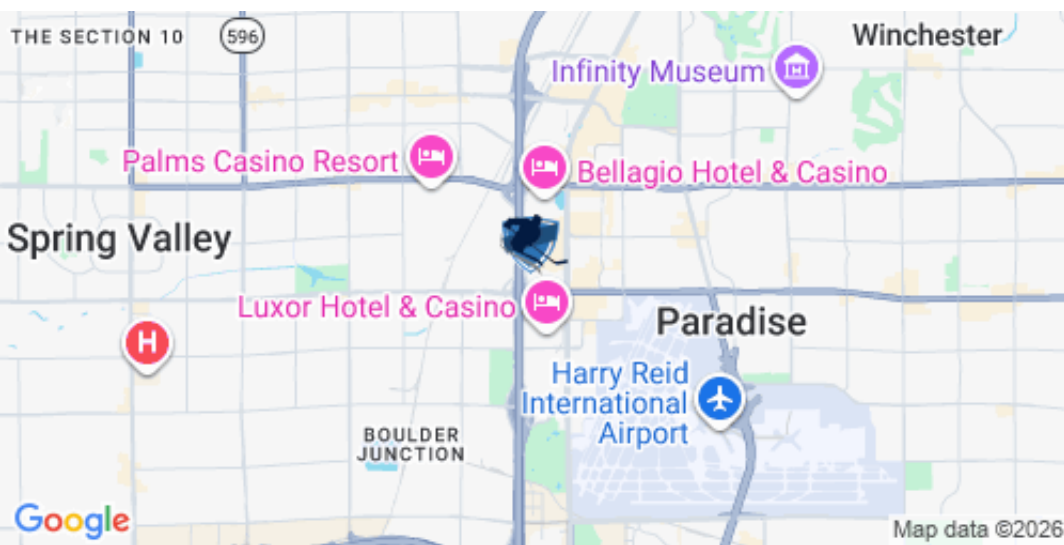 THE SECTION 10
596
Winchester
Infinity Museum
Palms Casino Resort
Bellagio Hotel & Casino
Spring Valley
Luxor Hotel & Casino
Paradise
H
Harry Reid
International
Airport
BOULDER
JUNCTION
Google
Map data ©2026